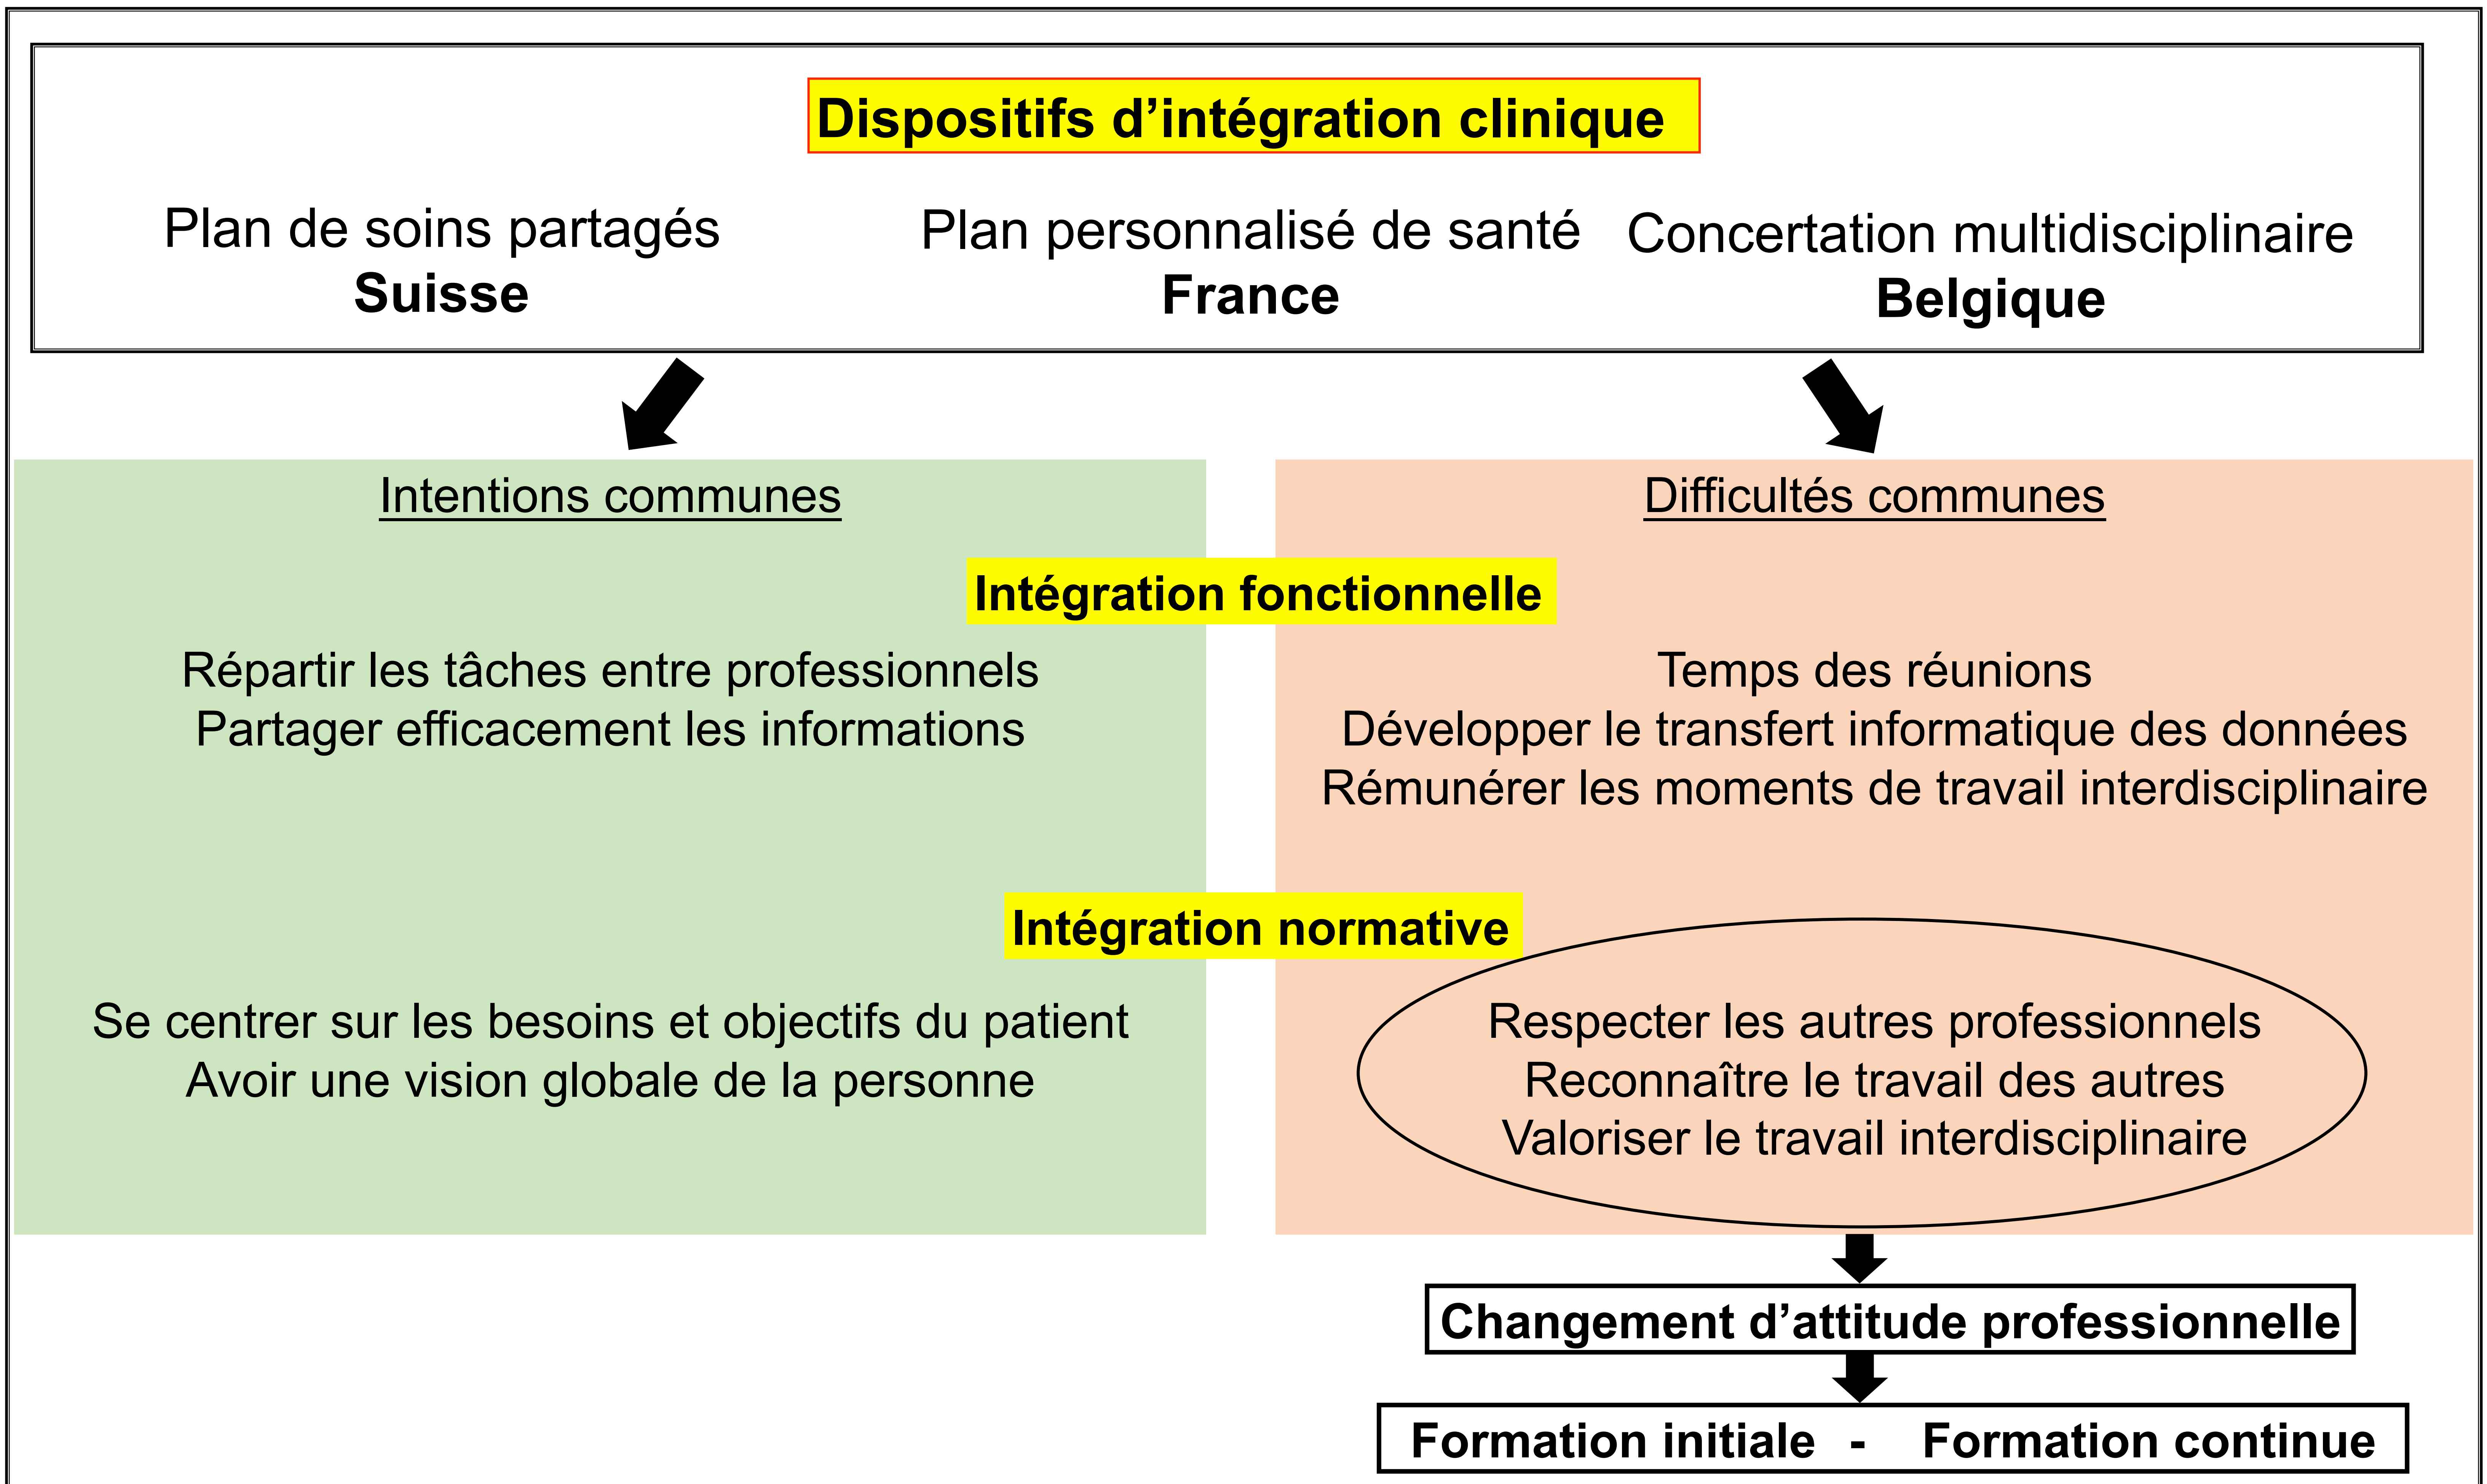 Dispositifs d’intégration clinique
Plan de soins partagés
Suisse
Plan personnalisé de santé
France
Concertation multidisciplinaire
Belgique
Intentions communes
Difficultés communes
Intégration fonctionnelle
Répartir les tâches entre professionnels
Partager efficacement les informations
Temps des réunions
Développer le transfert informatique des données
Rémunérer les moments de travail interdisciplinaire
Intégration normative
Se centrer sur les besoins et objectifs du patient
Avoir une vision globale de la personne
Respecter les autres professionnels
Reconnaître le travail des autres
Valoriser le travail interdisciplinaire
Changement d’attitude professionnelle
Formation initiale - Formation continue